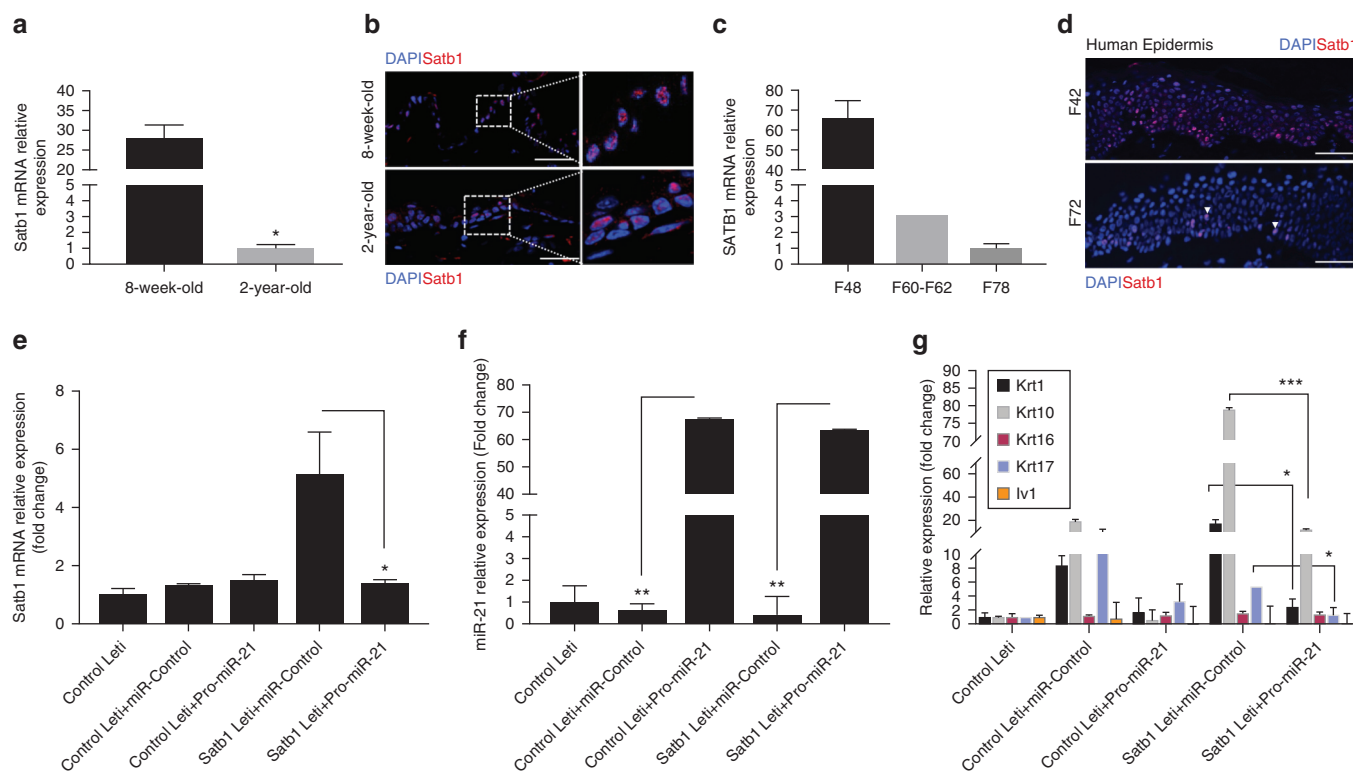 a
Satb1 mRNA relative
expression
40
35
30
25
20
5
4
3
2
1
0
*
8-week-old
2-year-old
b
DAPISatb1
8-week-old
2-year-old
DAPISatb1
c
SATB1 mRNA relative
expression
80
70
60
50
40
5
4
3
2
1
0
F48
F60-F62
F78
d
Human Epidermis
DAPISatb1
F42
F72
DAPISatb1
e
Satb1 mRNA relative expression
(fold change)
8
6
4
2
0
*
Control Leti
Control Leti+miR-Control
Control Leti+Pro-miR-21
Satb1 Leti+miR-Control
Satb1 Leti+Pro-miR-21
f
miR-21 relative expression (Fold change)
80
70
60
50
40
5
4
3
2
1
0
**
**
Control Leti
Control Leti+miR-Control
Control Leti+Pro-miR-21
Satb1 Leti+miR-Control
Satb1 Leti+Pro-miR-21
g
Relative expression (fold change)
90
85
80
75
70
60
40
20
10
8
6
4
2
0
Krt1
Krt10
Krt16
Krt17
Iv1
***
*
*
Control Leti
Control Leti+miR-Control
Control Leti+Pro-miR-21
Satb1 Leti+miR-Control
Satb1 Leti+Pro-miR-21